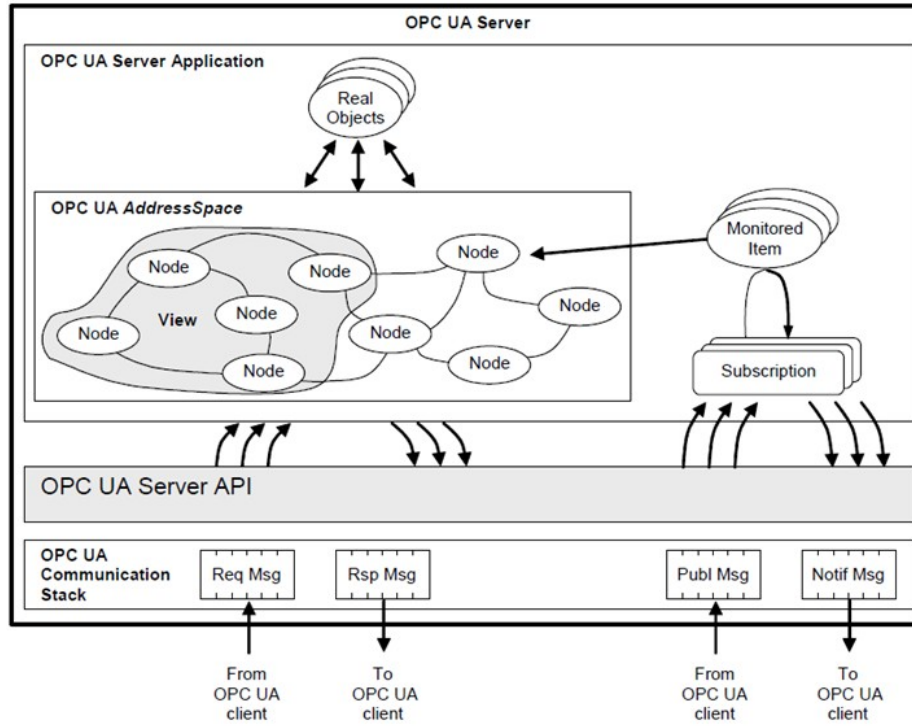 OPC UA Server
OPC UA Server Application
Real
Objects
OPC UA AddressSpace
Monitored
Item
Node
Node
Node
Node
View
Node
Node
Node
Node
Node
Subscription
OPC UA Server API
OPC UA
Communication
Stack
Req Msg
Rsp Msg
Publ Msg
Notif Msg
From
OPC UA
client
To
OPC UA
client
From
OPC UA
client
To
OPC UA
client